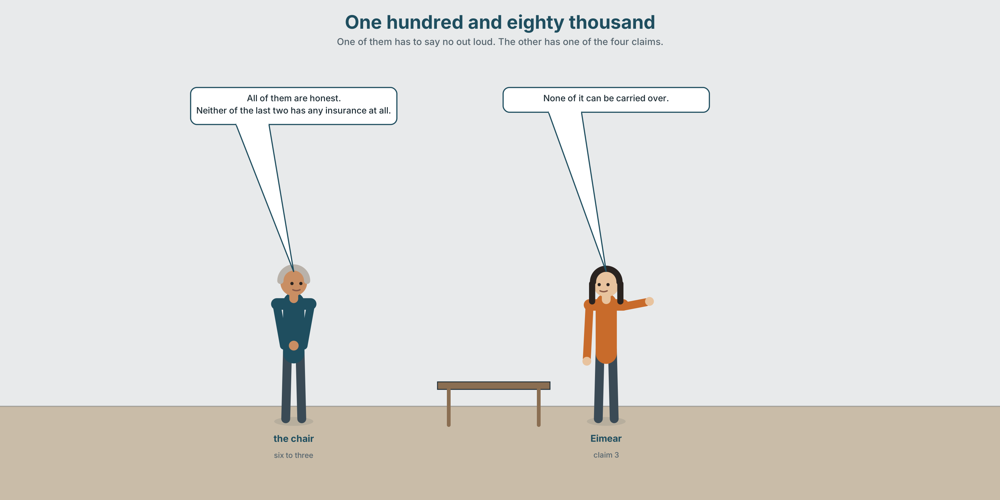 One hundred and eighty thousand
One of them has to say no out loud. The other has one of the four claims.
All of them are honest.
Neither of the last two has any insurance at all.
None of it can be carried over.
the chair
six to three
Eimear
claim 3